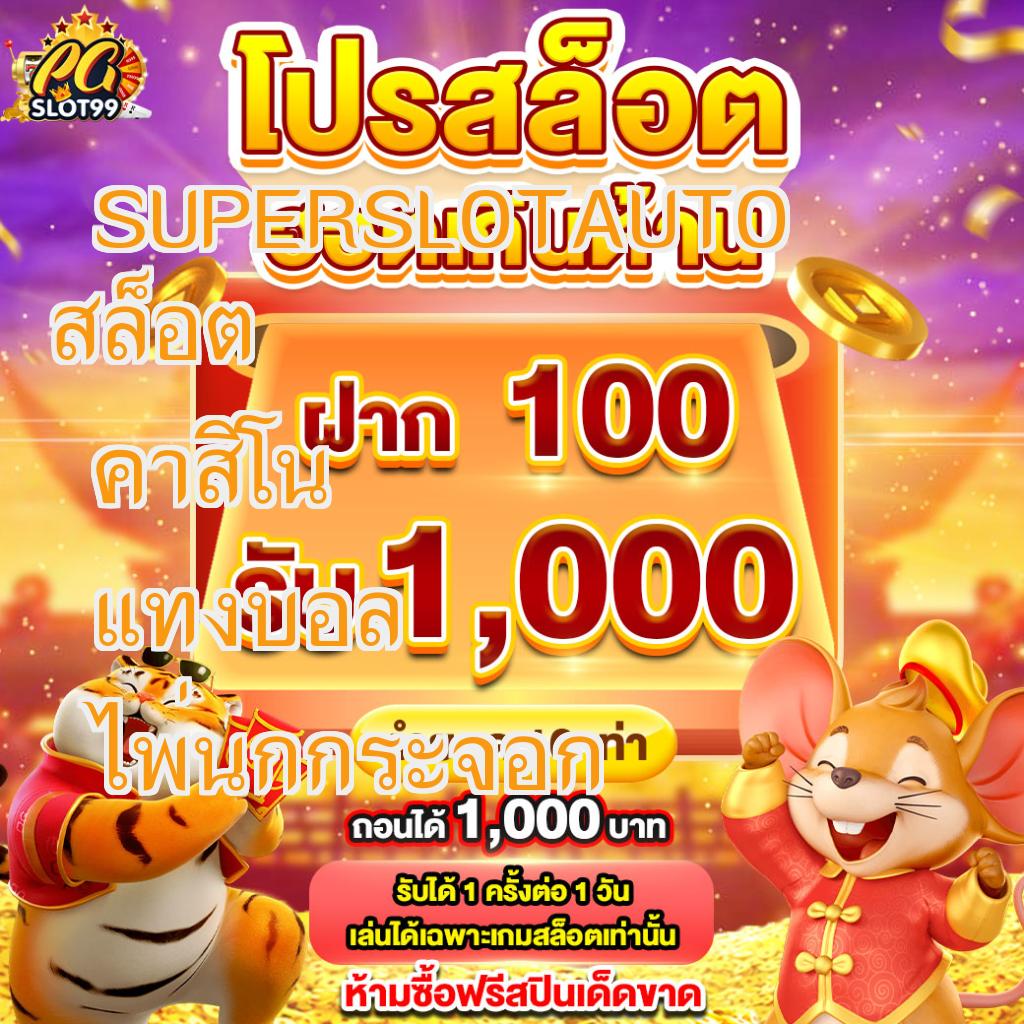 PG
SLOT99
โปรสล็อต
SUPERSLOTAUTO
สล็อต
ฝาก 100
คาสิโน
1,000
แทงบอล
ไพ่นกกระจอก
ถอนได้ 1,000 บาท
รับได้ 1 ครั้งต่อ 1 วัน
เล่นได้เฉพาะเกมสล็อตเท่านั้น
ห้ามซื้อฟรีสปินเด็ดขาด